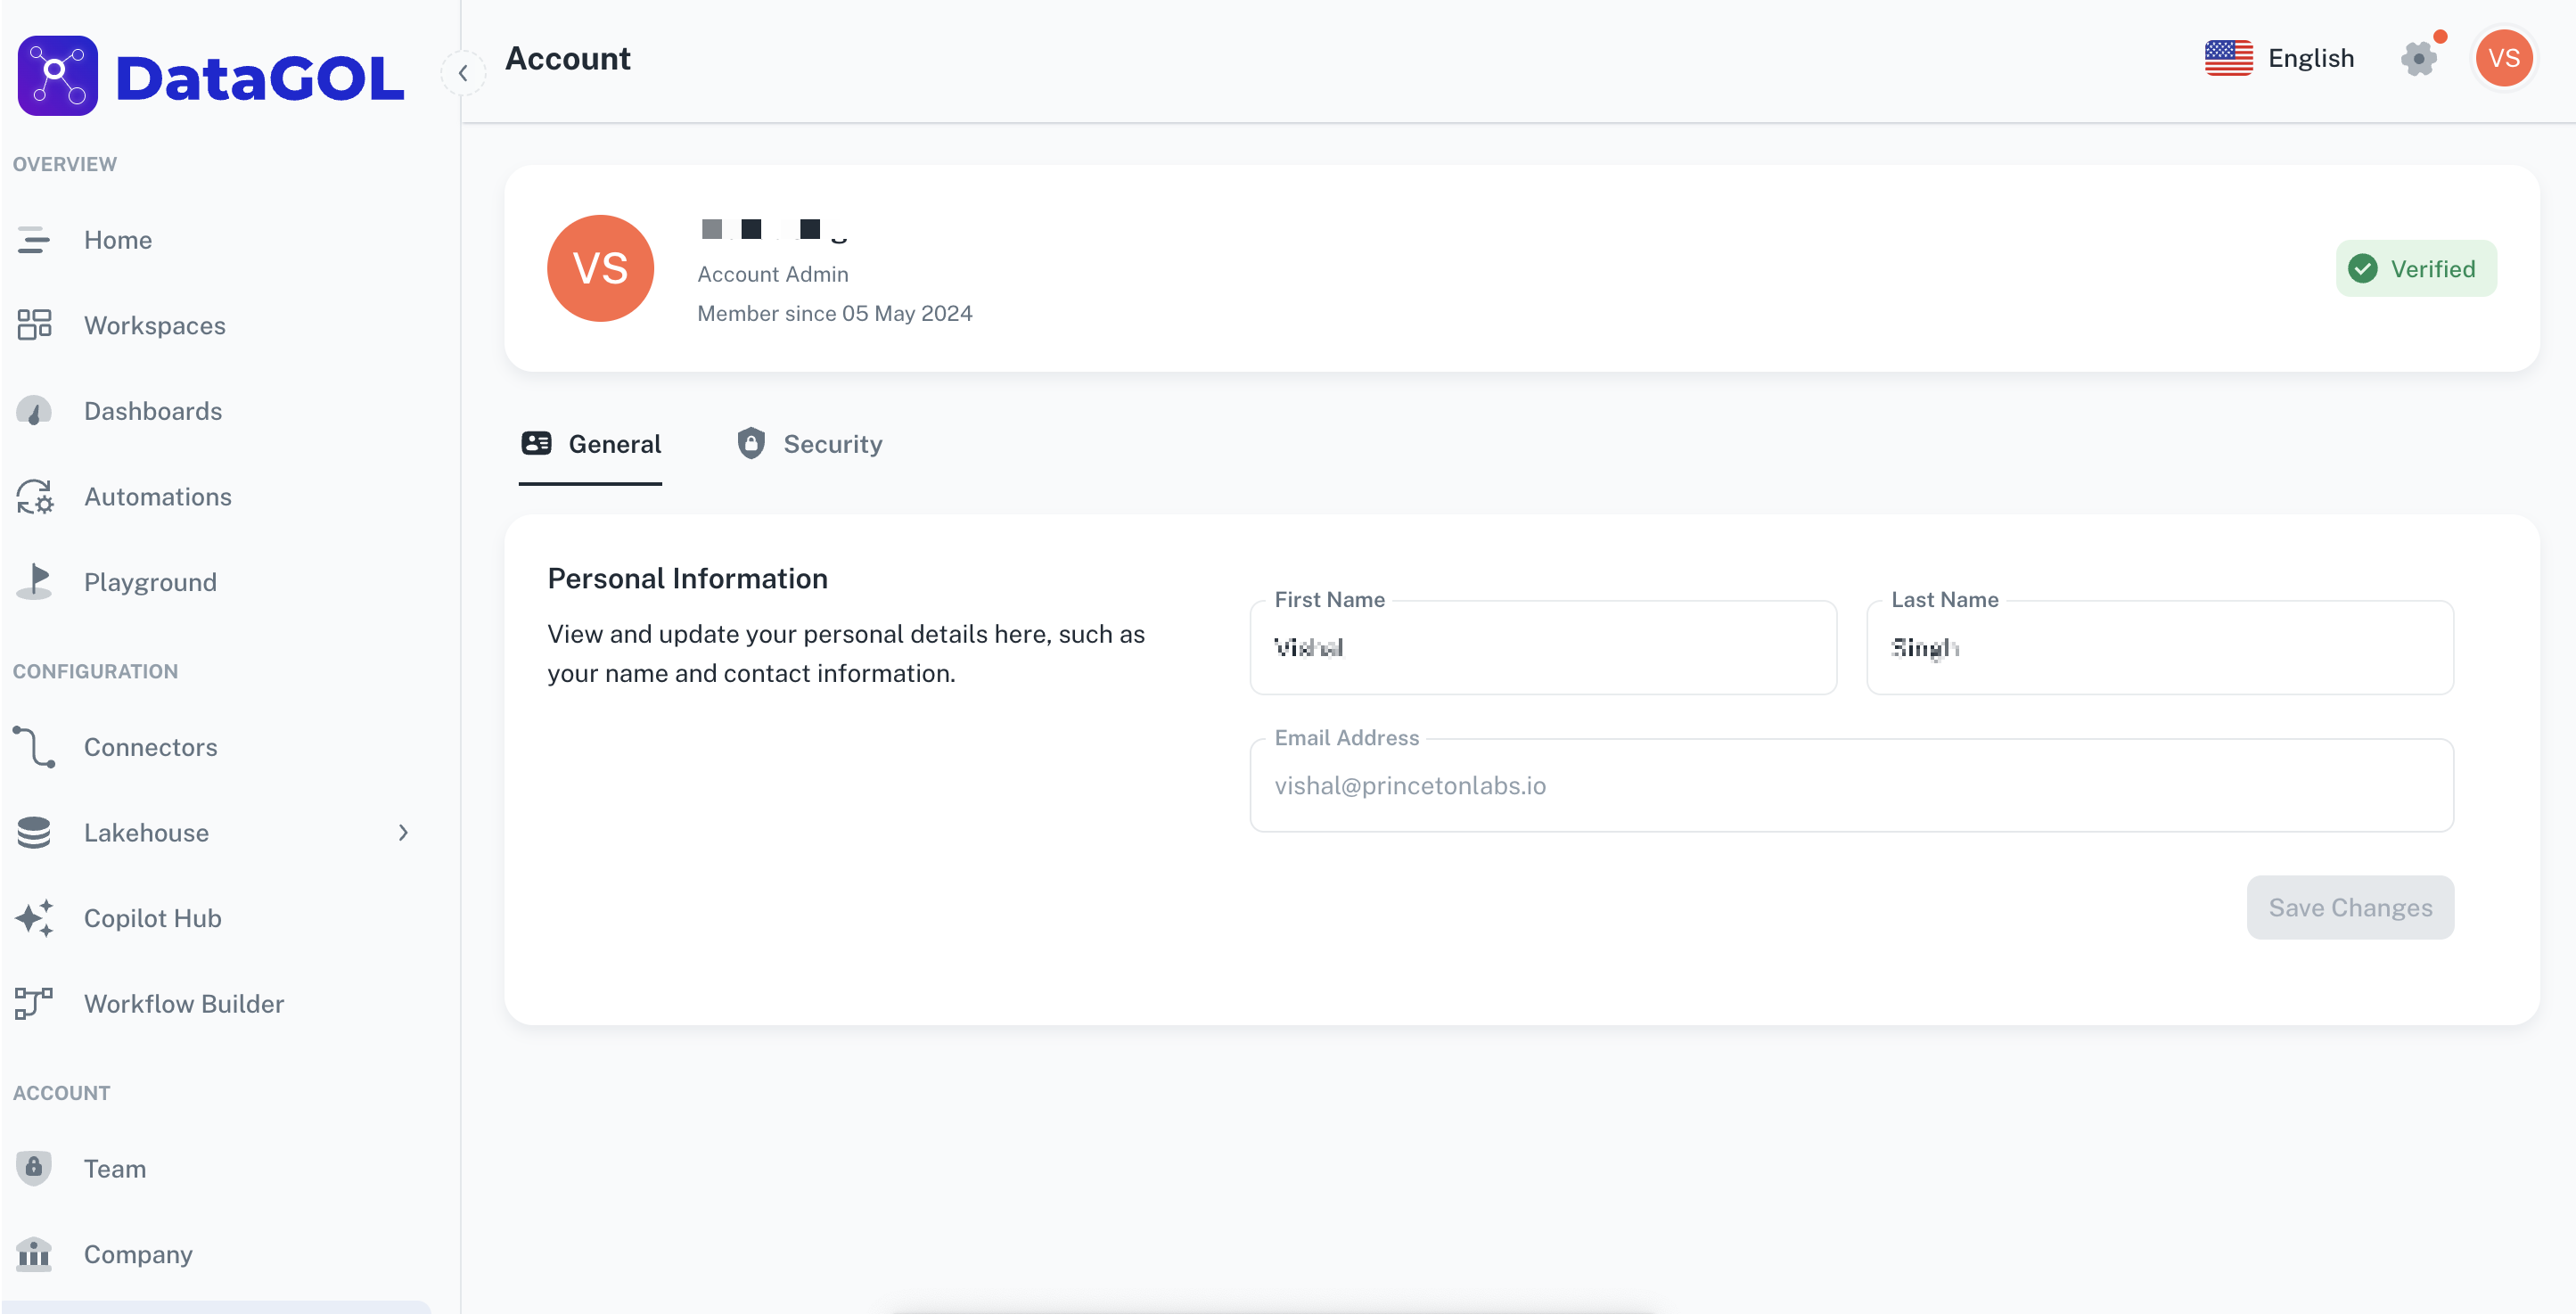 DataGOL
OVERVIEW
Home
Workspaces
Dashboards
Automations
Playground
CONFIGURATION
Connectors
Lakehouse
Copilot Hub
Workflow Builder
ACCOUNT
Team
Company
Account
English
VS
VS
Account Admin
Member since 05 May 2024
Verified
General
Security
Personal Information
View and update your personal details here, such as
your name and contact information.
First Name
Last Name
Email Address
vishal@princetonlabs.io
Save Changes